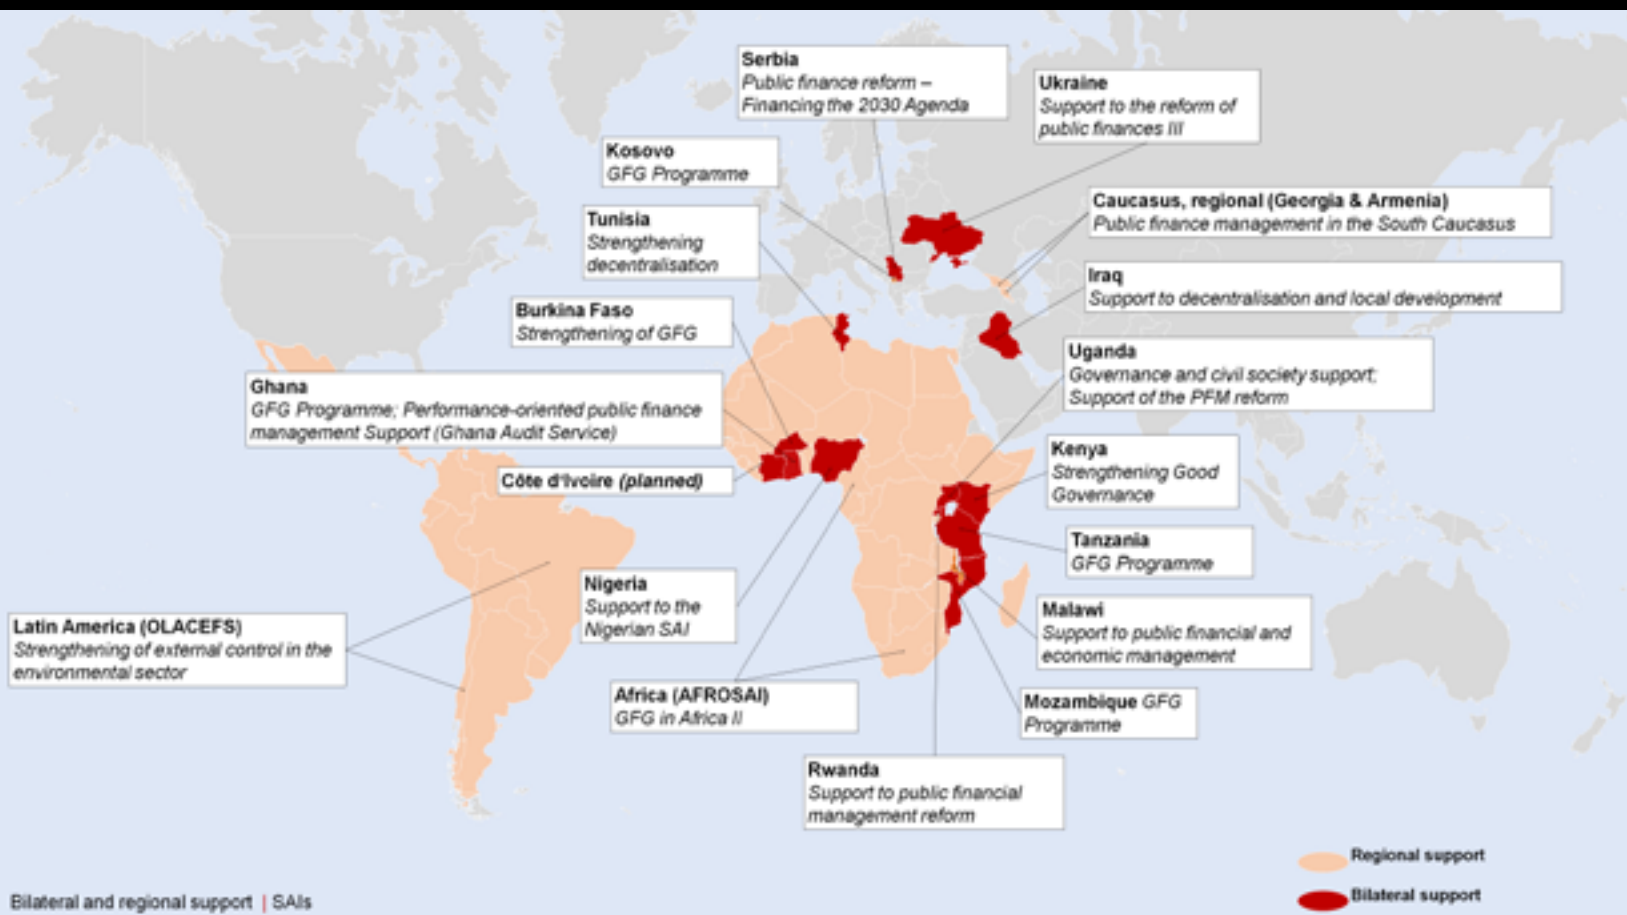 Serbia
Public finance reform –
Financing the 2030 Agenda
Ukraine
Support to the reform of
public finances III
Kosovo
GFG Programme
Caucasus, regional (Georgia & Armenia)
Public finance management in the South Caucasus
Tunisia
Strengthening
decentralisation
Iraq
Support to decentralisation and local development
Burkina Faso
Strengthening of GFG
Uganda
Governance and civil society support;
Support of the PFM reform
Ghana
GFG Programme; Performance-oriented public finance
management Support (Ghana Audit Service)
Kenya
Strengthening Good
Governance
Côte d'Ivoire (planned)
Tanzania
GFG Programme
Nigeria
Support to the
Nigerian SAI
Malawi
Support to public financial and
economic management
Latin America (OLACEFS)
Strengthening of external control in the
environmental sector
Africa (AFROSAI)
GFG in Africa II
Mozambique GFG
Programme
Rwanda
Support to public financial
management reform
Regional support
Bilateral support
Bilateral and regional support | SAIs